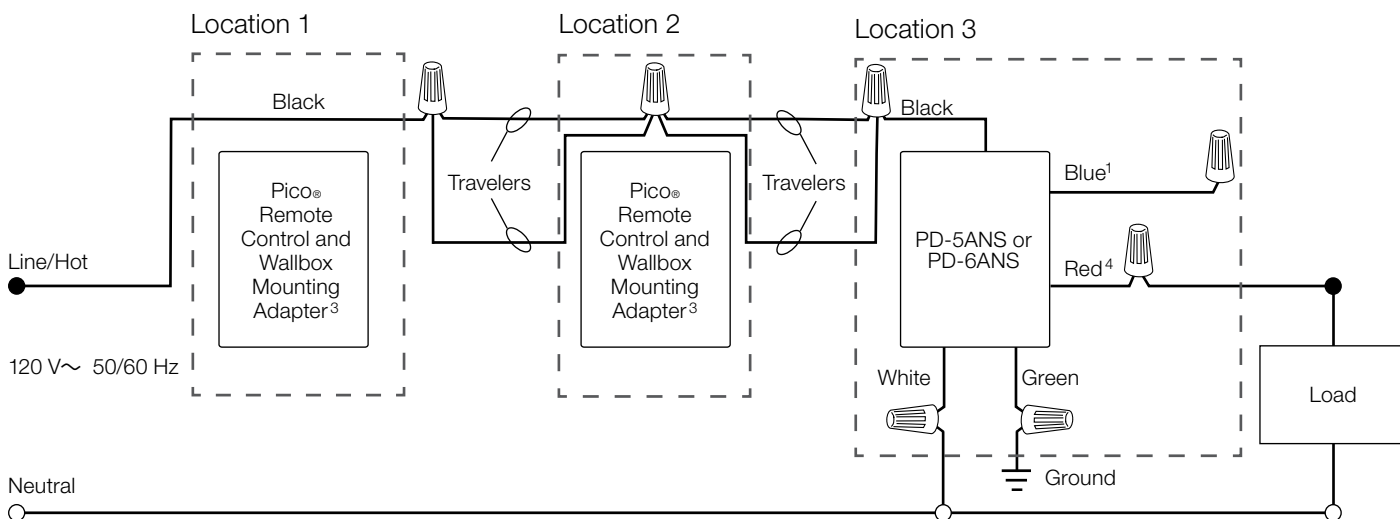 Location 1
Location 2
Location 3
Black
Black
Travelers
Travelers
Pico®
Remote
Control and
Wallbox
Mounting
Adapter3
Pico®
Remote
Control and
Wallbox
Mounting
Adapter3
PD-5ANS or
PD-6ANS
Blue1
Red4
Line/Hot
120 V~ 50/60 Hz
White
Green
Load
Ground
Neutral